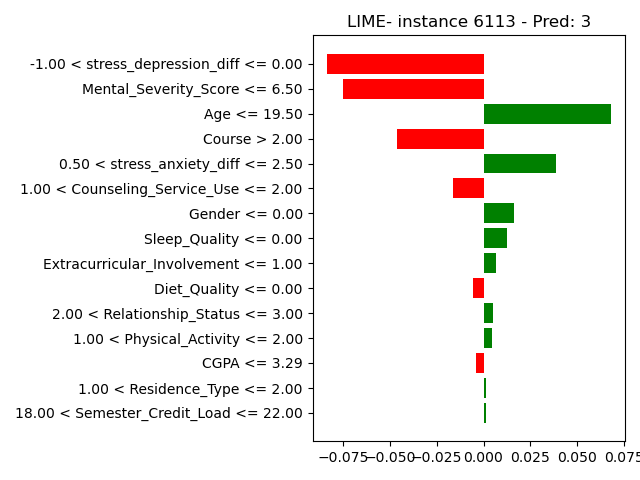 LIME- instance 6113 - Pred: 3
-1.00 < stress_depression_diff <= 0.00
Mental_Severity_Score <= 6.50
Age <= 19.50
Course > 2.00
0.50 < stress_anxiety_diff <= 2.50
1.00 < Counseling_Service_Use <= 2.00
Gender <= 0.00
Sleep_Quality <= 0.00
Extracurricular_Involvement <= 1.00
Diet_Quality <= 0.00
2.00 < Relationship_Status <= 3.00
1.00 < Physical_Activity <= 2.00
CGPA <= 3.29
1.00 < Residence_Type <= 2.00
18.00 < Semester_Credit_Load <= 22.00
−0.075 −0.050 −0.025 0.000 0.025 0.050 0.075